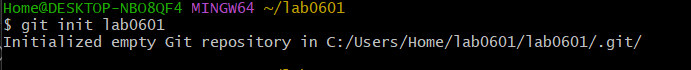 Home@DESKTOP-NBO8QF4 MINGW64 ~/lab0601
$ git init lab0601
Initialized empty Git repository in C:/Users/Home/lab0601/lab0601/.git/